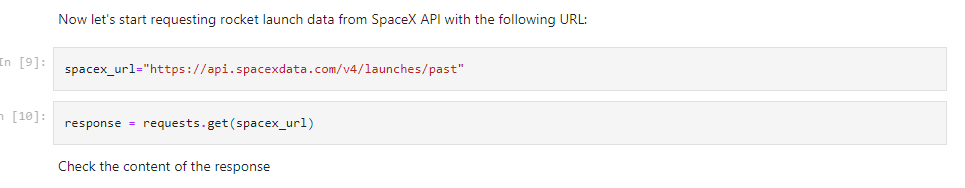 Now let's start requesting rocket launch data from SpaceX API with the following URL:
In [9]: spacex_url="https://api.spacexdata.com/v4/launches/past"
n [10]: response = requests.get(spacex_url)
Check the content of the response